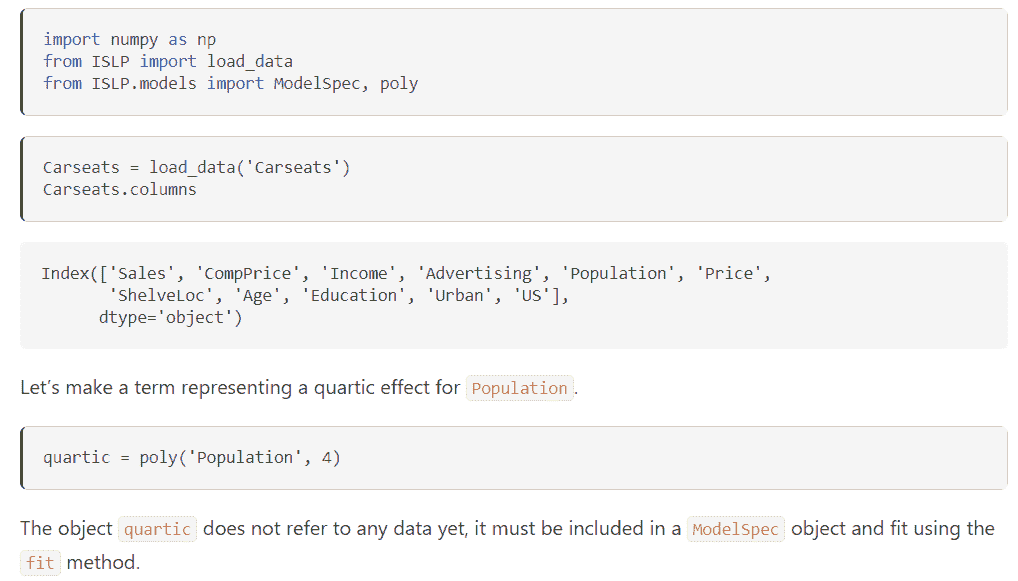 import numpy as np
from ISLP import load_data
from ISLP.models import ModelSpec, poly
Carseats = load_data('Carseats')
Carseats.columns
Index(['Sales', 'CompPrice', 'Income', 'Advertising', 'Population', 'Price',
       'ShelveLoc', 'Age', 'Education', 'Urban', 'US'],
      dtype='object')
Let’s make a term representing a quartic effect for Population.
quartic = poly('Population', 4)
The object quartic does not refer to any data yet, it must be included in a ModelSpec object and fit using the
fit method.